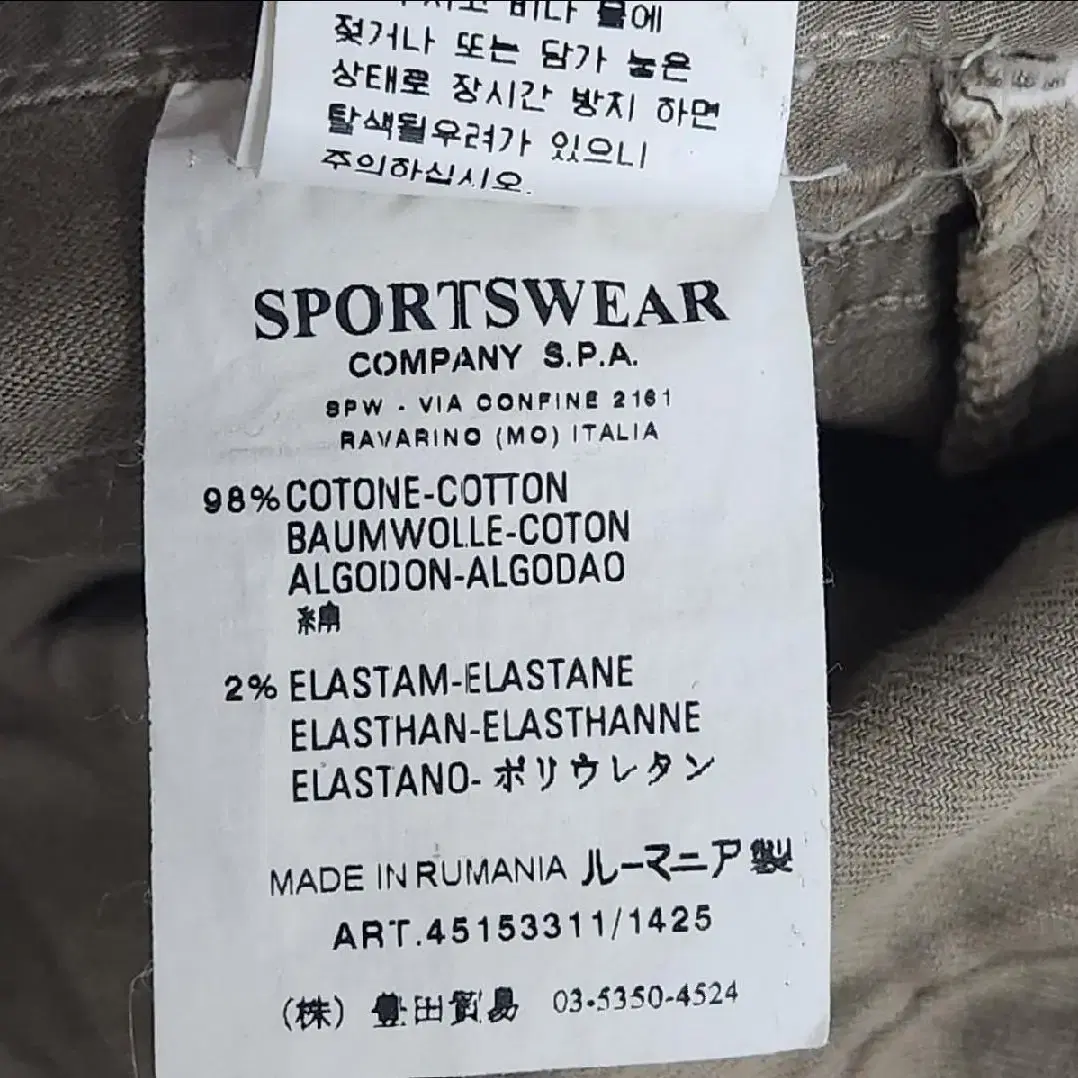 비나 물에
젖거나 또는 담가 놓은
상태로 장시간 방치 하면
탈색될우려가 있으니
주의하십시오.
SPORTSWEAR
COMPANY S.P.A.
SPW - VIA CONFINE 2161
RAVARINO (MO) ITALIA
98% COTONE-COTTON
BAUMWOLLE-COTON
ALGODON-ALGODAO
綿
2% ELASTAM-ELASTANE
ELASTHAN-ELASTHANNE
ELASTANO- ポリウレタン
MADE IN RUMANIA ルーマニア製
ART.45153311/1425
(株) 豊田貿易 03-5350-4524